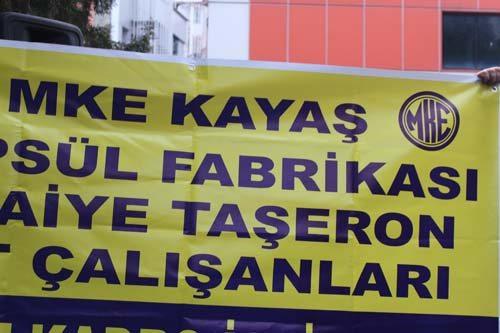 MKE KAYAŞ MKE
PSÜL FABRİKASI
AİYE TAŞERON
ÇALIŞANLARI